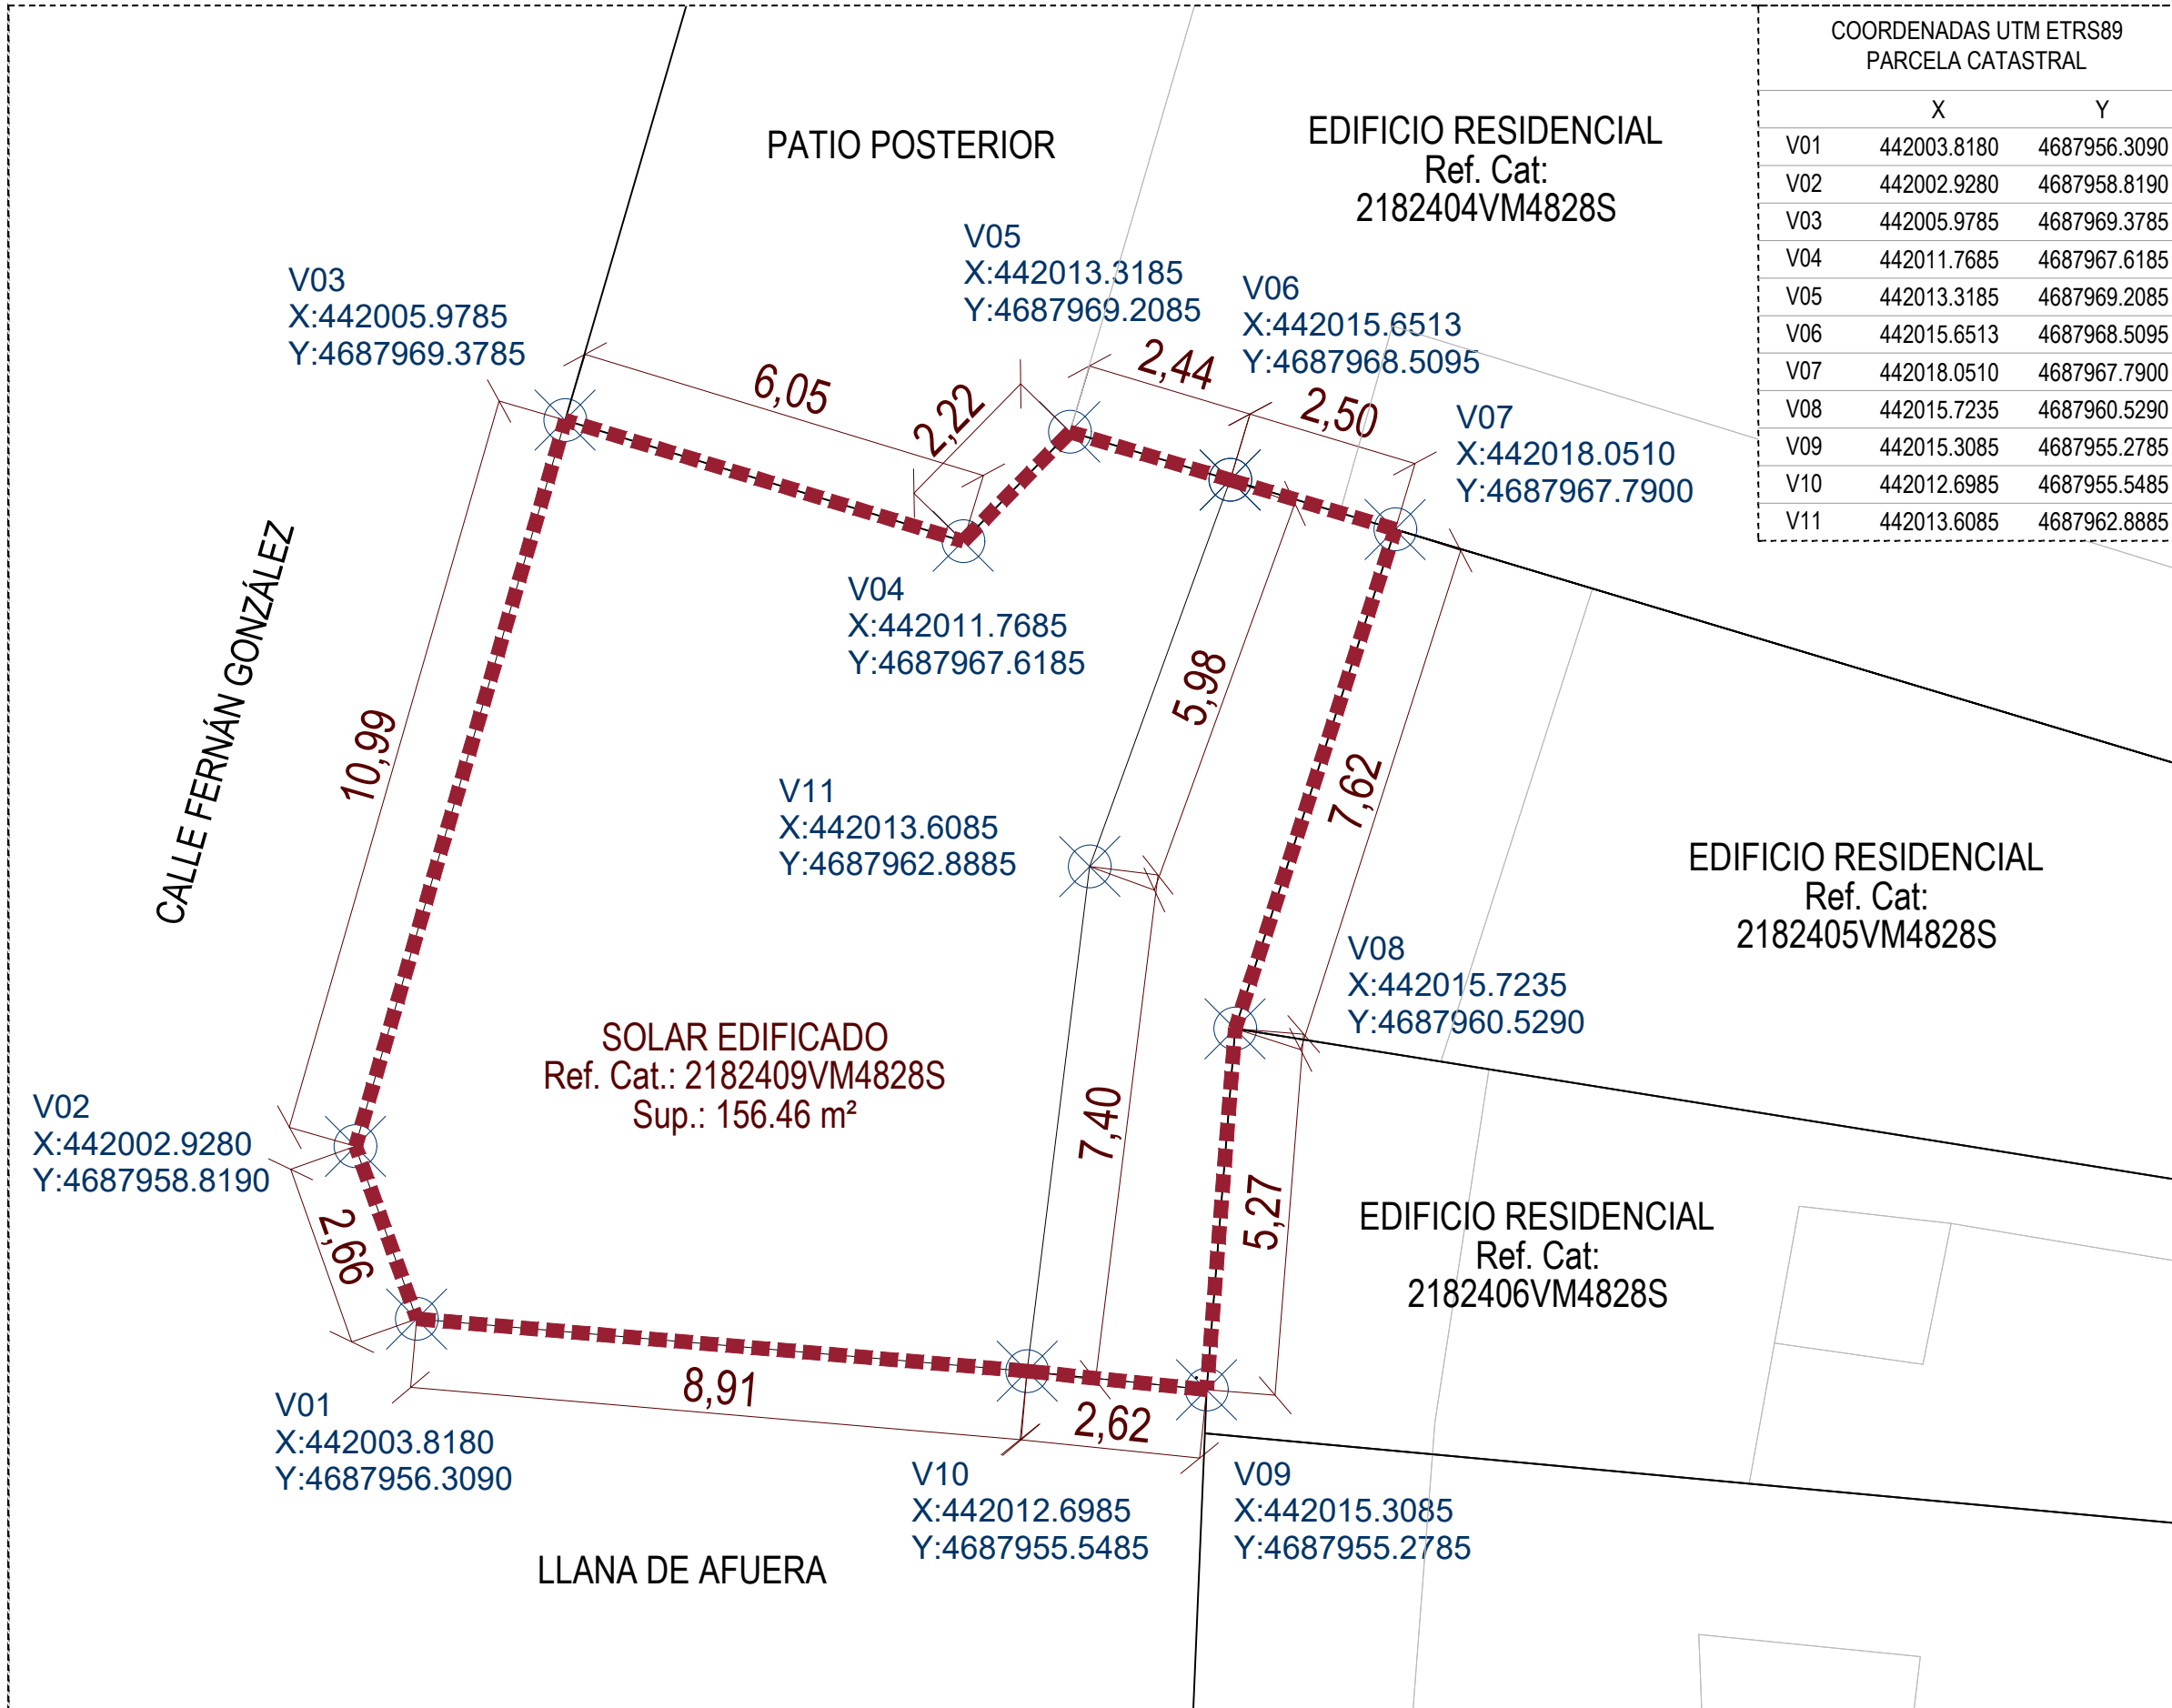 COORDENADAS UTM ETRS89
PARCELA CATASTRAL
X Y
V01 442003.8180 4687956.3090
V02 442002.9280 4687958.8190
V03 442005.9785 4687969.3785
V04 442011.7685 4687967.6185
V05 442013.3185 4687969.2085
V06 442015.6513 4687968.5095
V07 442018.0510 4687967.7900
V08 442015.7235 4687960.5290
V09 442015.3085 4687955.2785
V10 442012.6985 4687955.5485
V11 442013.6085 4687962.8885
PATIO POSTERIOR
EDIFICIO RESIDENCIAL
Ref. Cat:
2182404VM4828S
V05
X:442013.3185
Y:4687969.2085
V03
X:442005.9785
Y:4687969.3785
V06
X:442015.6513
Y:4687968.5095
6,05
2,22
2,44
2,50
V07
X:442018.0510
Y:4687967.7900
V04
X:442011.7685
Y:4687967.6185
CALLE FERNÁN GONZÁLEZ
10,99
5,98
7,62
V11
X:442013.6085
Y:4687962.8885
EDIFICIO RESIDENCIAL
Ref. Cat:
2182405VM4828S
V08
X:442015.7235
Y:4687960.5290
SOLAR EDIFICADO
Ref. Cat.: 2182409VM4828S
Sup.: 156.46 m²
V02
X:442002.9280
Y:4687958.8190
7,40
5,27
2,66
EDIFICIO RESIDENCIAL
Ref. Cat:
2182406VM4828S
8,91
2,62
V01
X:442003.8180
Y:4687956.3090
V10
X:442012.6985
Y:4687955.5485
V09
X:442015.3085
Y:4687955.2785
LLANA DE AFUERA